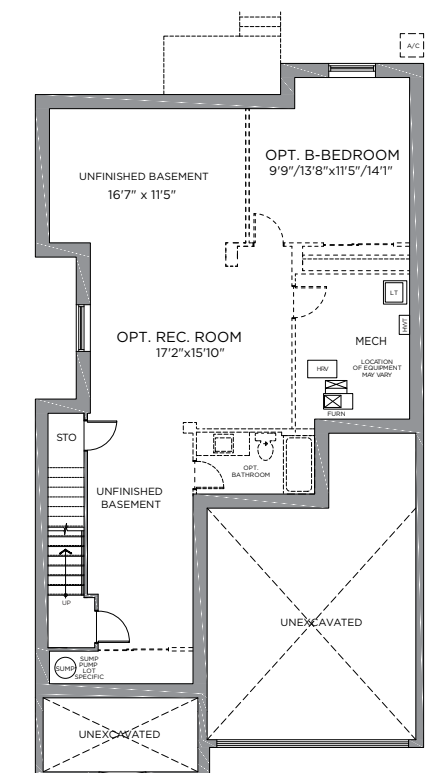 A/C
OPT. B-BEDROOM
9'9"/13'8"x11'5"/14'1"
UNFINISHED BASEMENT
16'7" x 11'5"
LT
HWT
OPT. REC. ROOM
17'2"x15'10"
MECH
LOCATION
OF EQUIPMENT
MAY VARY
HRV
FURN
STO
OPT.
BATHROOM
UNFINISHED
BASEMENT
UP
UNEXCAVATED
SUMP
SUMP
PUMP
LOT
SPECIFIC
UNEXCAVATED